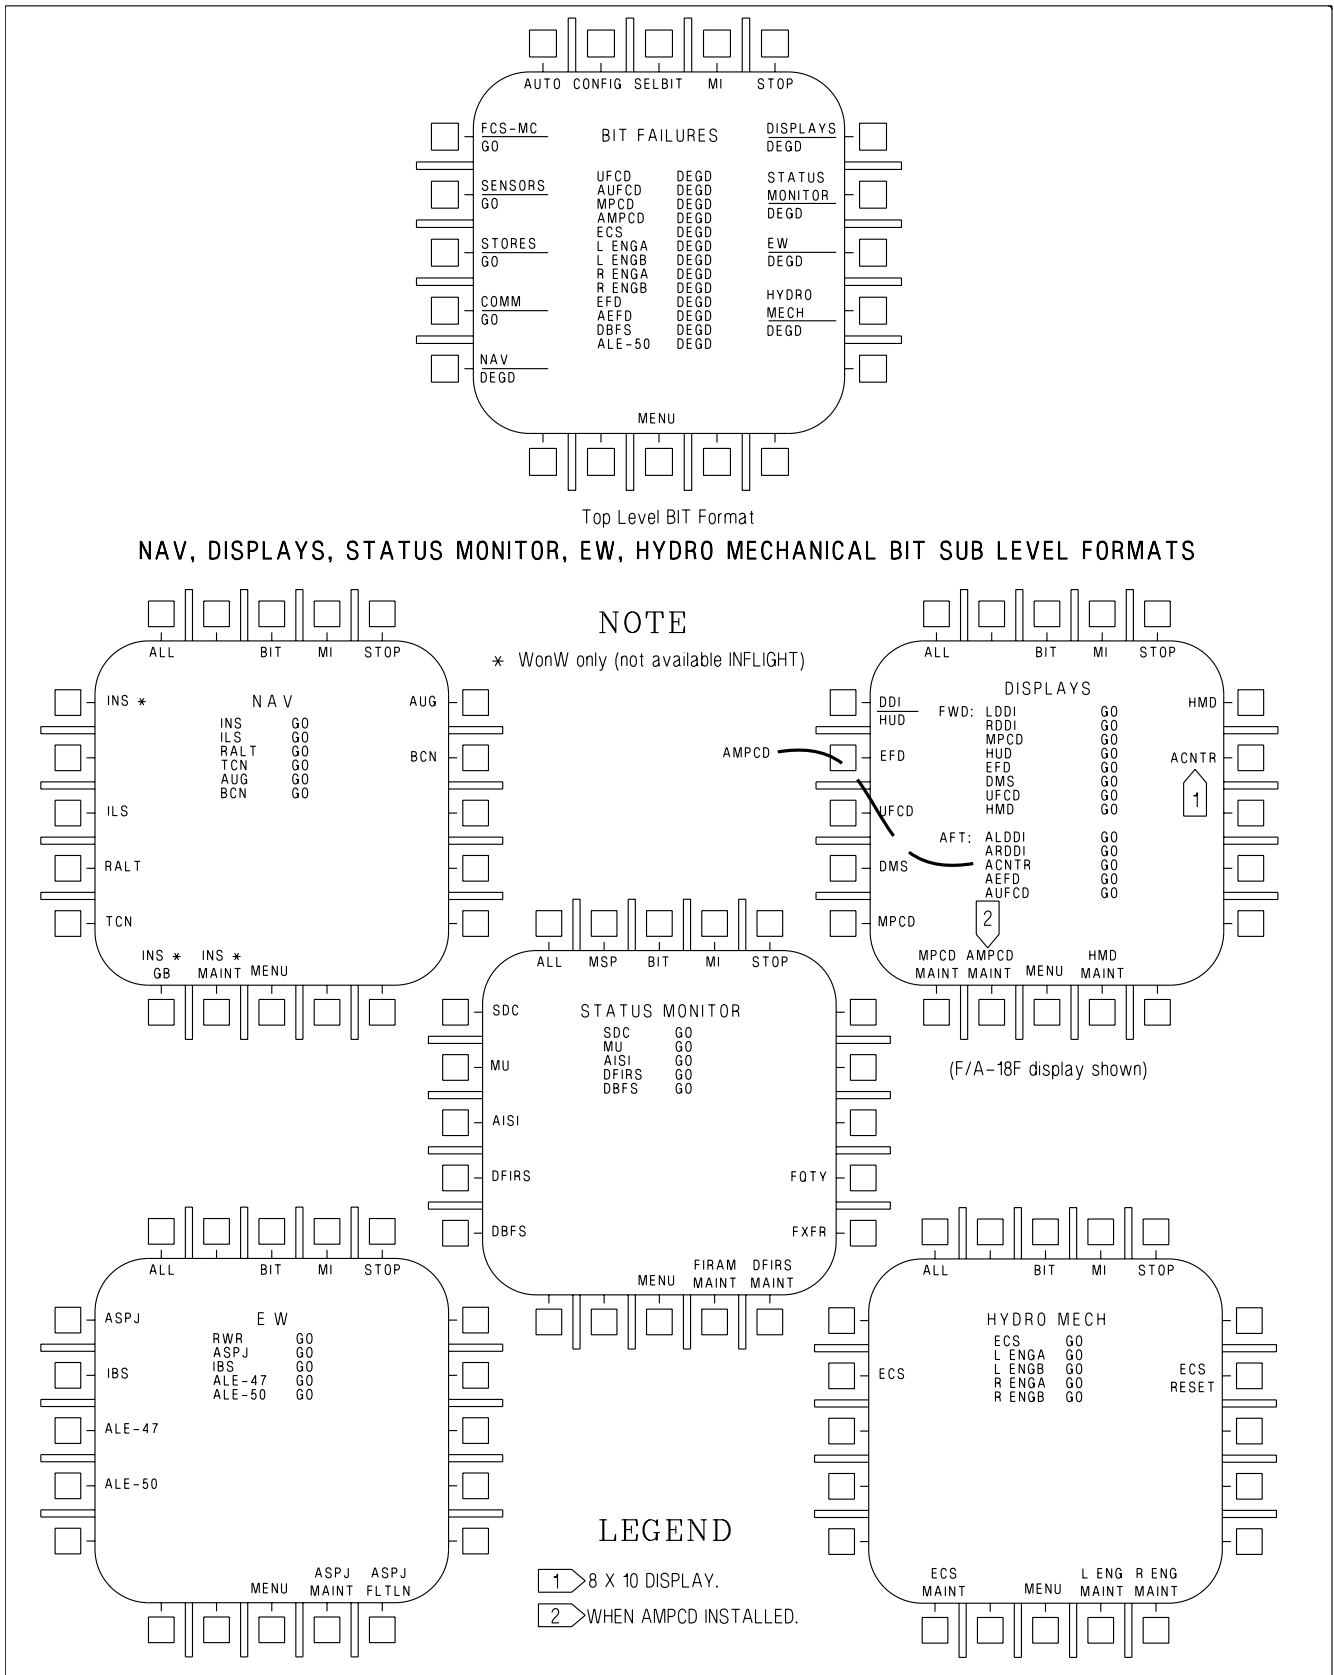 AUTO CONFIG SELBIT MI STOP
FCS-MC
GO
SENSORS
GO
STORES
GO
COMM
GO
NAV
DEGD
BIT FAILURES
UFCD DEGD
AUFCD DEGD
MPCD DEGD
AMPCD DEGD
ECS DEGD
L ENGA DEGD
L ENGB DEGD
R ENGA DEGD
R ENGB DEGD
EFD DEGD
AEFD DEGD
DBFS DEGD
ALE-50 DEGD
DISPLAYS
DEGD
STATUS
MONITOR
DEGD
EW
DEGD
HYDRO
MECH
DEGD
MENU
Top Level BIT Format
NAV, DISPLAYS, STATUS MONITOR, EW, HYDRO MECHANICAL BIT SUB LEVEL FORMATS
NOTE
* WonW only (not available INFLIGHT)
ALL BIT MI STOP
INS *
ILS
RALT
TCN
NAV
INS GO
ILS GO
RALT GO
TCN GO
AUG GO
BCN GO
AUG
BCN
INS * INS *
GB MAINT MENU
AMPCD
ALL BIT MI STOP
DDI
HUD
EFD
UFCD
DMS
MPCD
DISPLAYS
FWD: LDDI GO
RDDI GO
MPCD GO
HUD GO
EFD GO
DMS GO
UFCD GO
HMD GO
AFT: ALDDI GO
ARDDI GO
ACNTR GO
AEFD GO
AUFCD GO
HMD
ACNTR
1
2
MPCD AMPCD HMD
MAINT MAINT MENU MAINT
(F/A-18F display shown)
ALL MSP BIT MI STOP
SDC
MU
AISI
DFIRS
DBFS
STATUS MONITOR
SDC GO
MU GO
AISI GO
DFIRS GO
DBFS GO
FQTY
FXFR
FIRAM DFIRS
MENU MAINT MAINT
ALL BIT MI STOP
ASPJ
IBS
ALE-47
ALE-50
EW
RWR GO
ASPJ GO
IBS GO
ALE-47 GO
ALE-50 GO
ASPJ ASPJ
MENU MAINT FLTLN
ALL BIT MI STOP
ECS
HYDRO MECH
ECS GO
L ENGA GO
L ENGB GO
R ENGA GO
R ENGB GO
ECS
RESET
ECS L ENG R ENG
MAINT MENU MAINT MAINT
LEGEND
1 8 X 10 DISPLAY.
2 WHEN AMPCD INSTALLED.